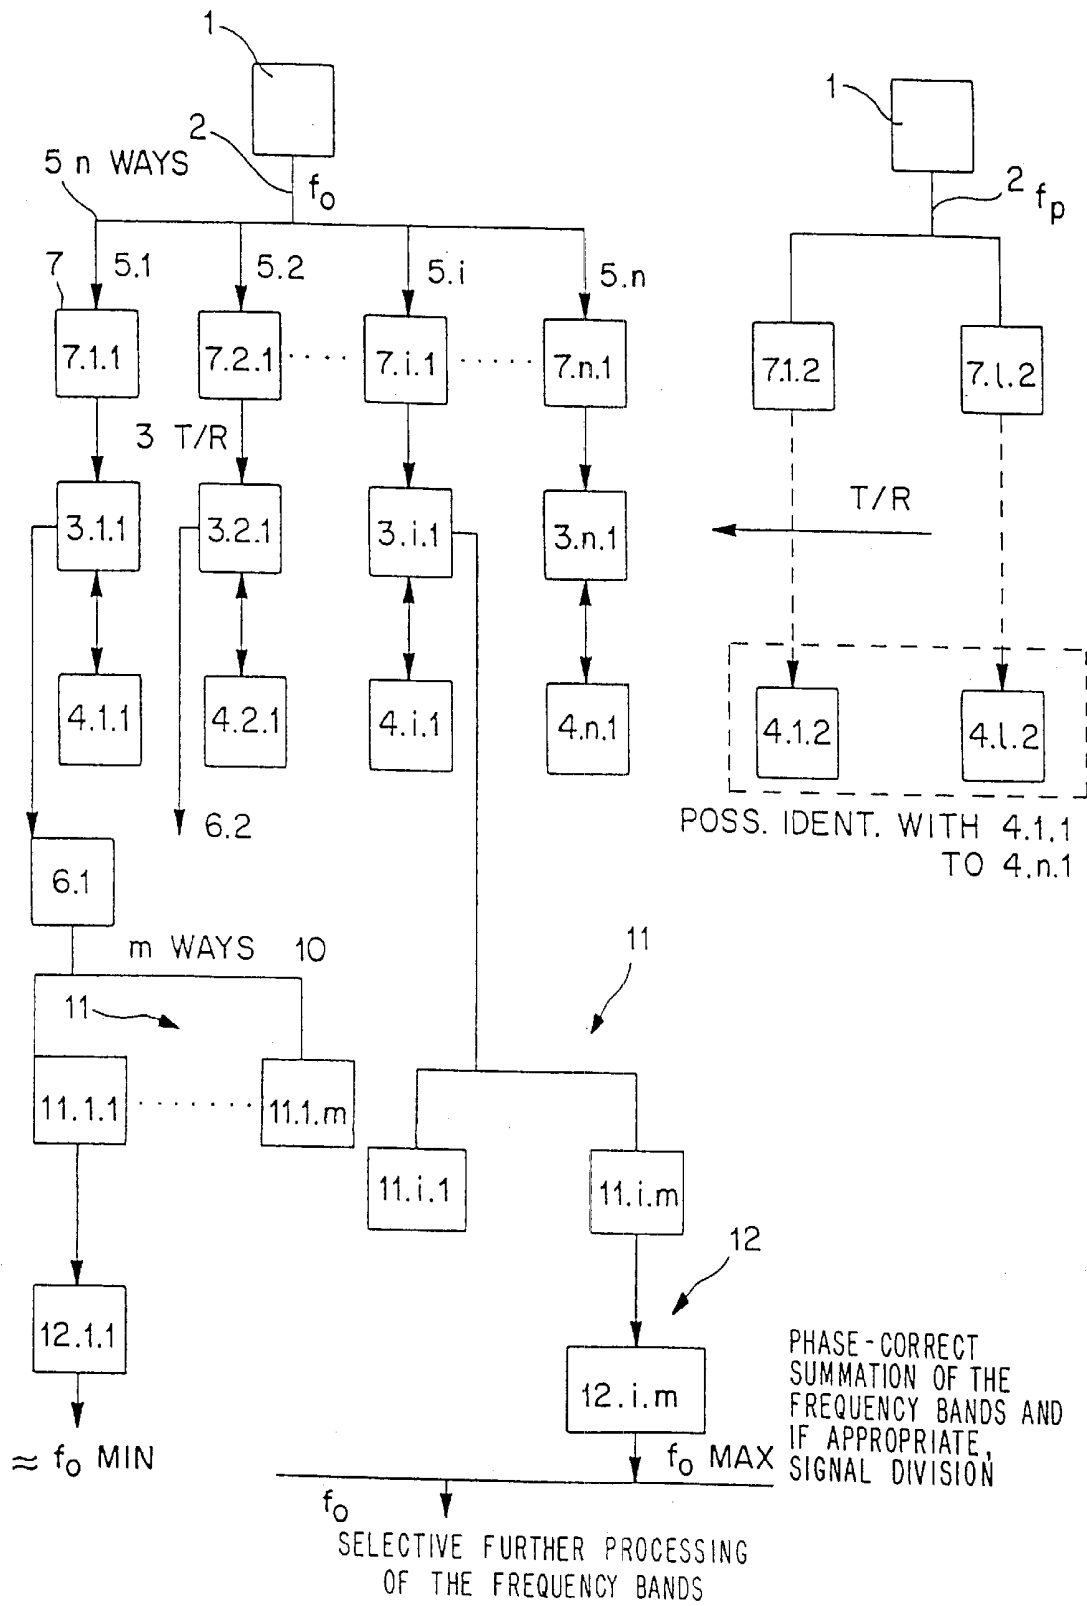 1
1
2
5 n WAYS
f₀
2 fₚ
7
5.1
5.2
5.i
5.n
7.1.1
7.2.1
7.i.1
7.n.1
7.1.2
7.l.2
3 T/R
T/R
3.1.1
3.2.1
3.i.1
3.n.1
4.1.1
4.2.1
4.i.1
4.n.1
4.1.2
4.l.2
6.2
POSS. IDENT. WITH 4.1.1
TO 4.n.1
6.1
m WAYS 10
11
11
11.1.1
11.1.m
11.i.1
11.i.m
12
12.1.1
12.i.m
PHASE-CORRECT
SUMMATION OF THE
FREQUENCY BANDS AND
IF APPROPRIATE,
SIGNAL DIVISION
≈ f₀ MIN
f₀ MAX
f₀
SELECTIVE FURTHER PROCESSING
OF THE FREQUENCY BANDS